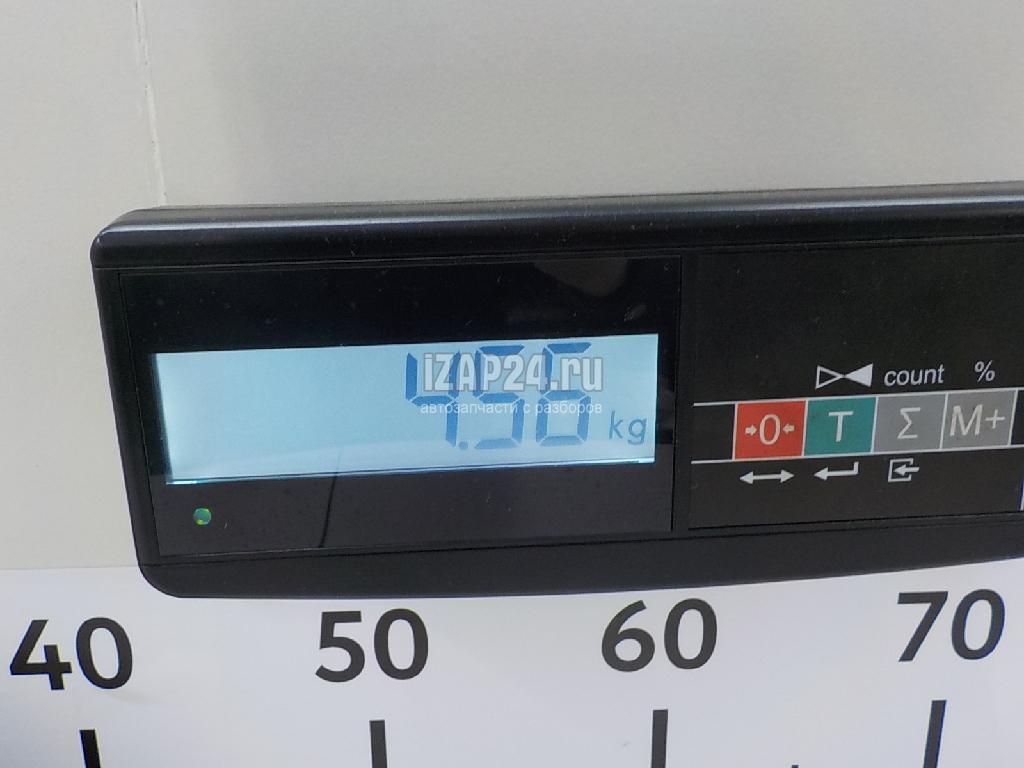 4.56 kg
iZAP24.ru
автозапчасти с разборов
count %
→0← T Σ M+
40 50 60 70